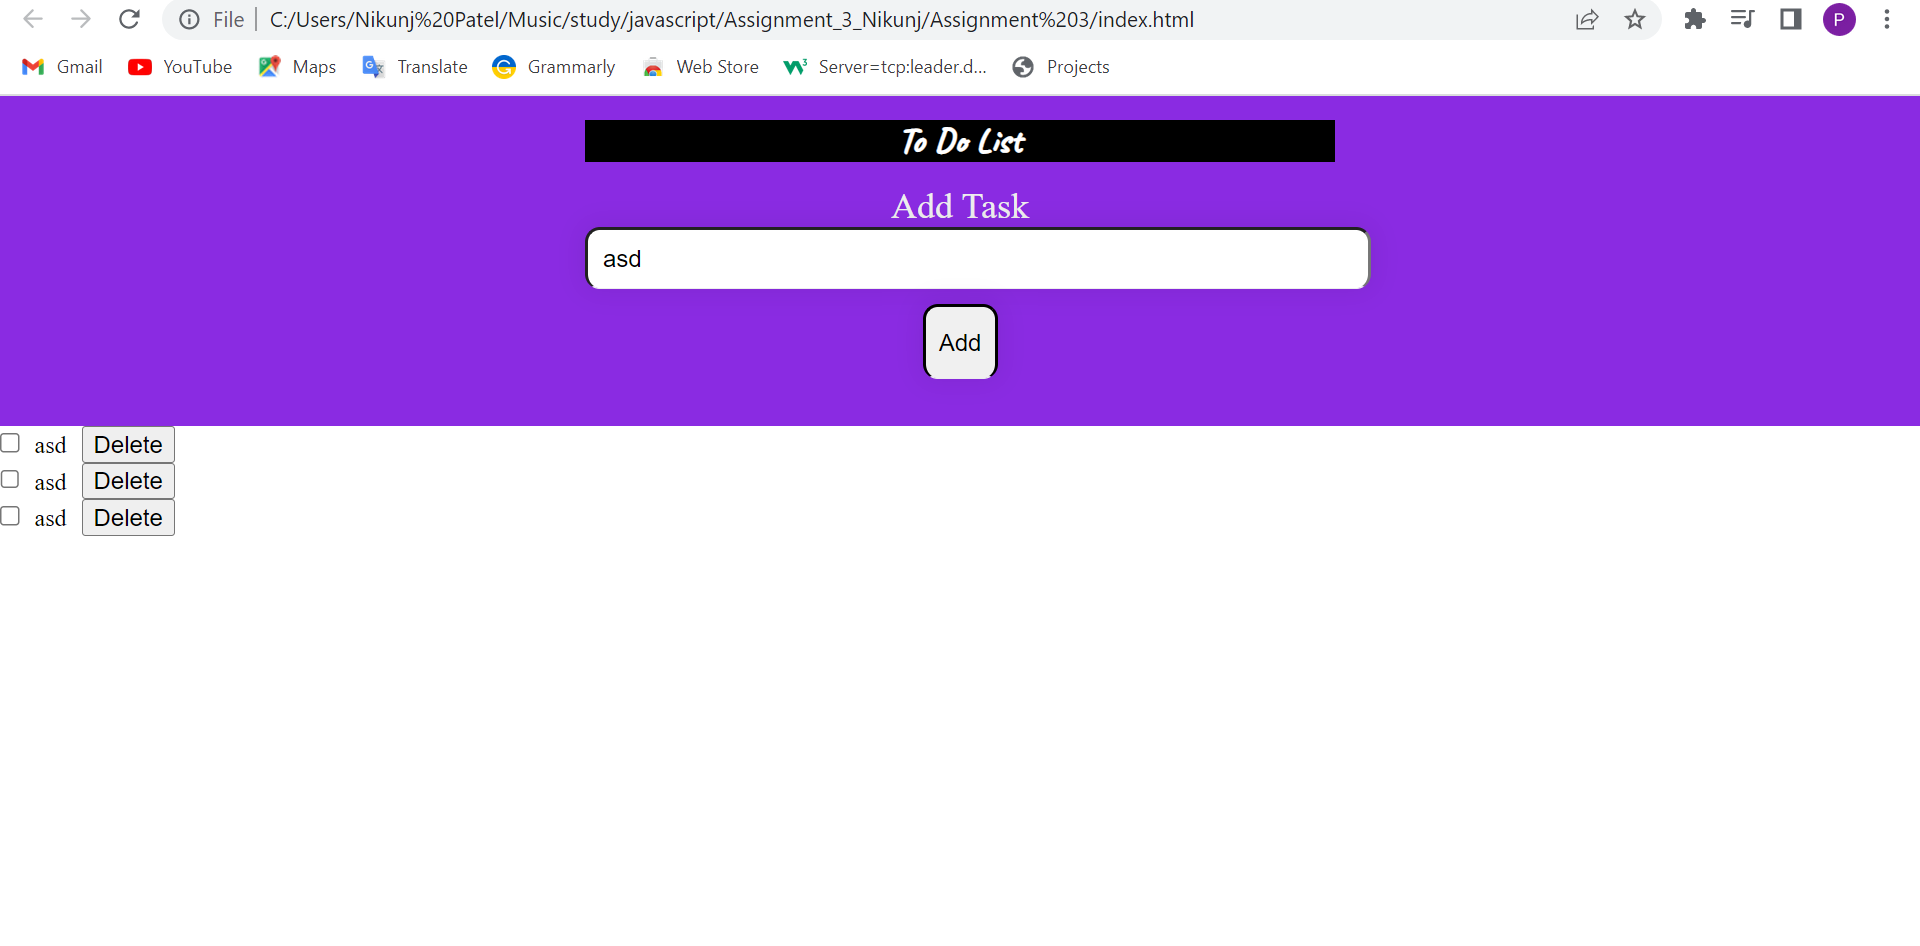 File C:/Users/Nikunj%20Patel/Music/study/javascript/Assignment_3_Nikunj/Assignment%203/index.html P
Gmail YouTube Maps Translate Grammarly Web Store Server=tcp:leader.d... Projects
To Do List
Add Task
asd
Add
asd Delete
asd Delete
asd Delete